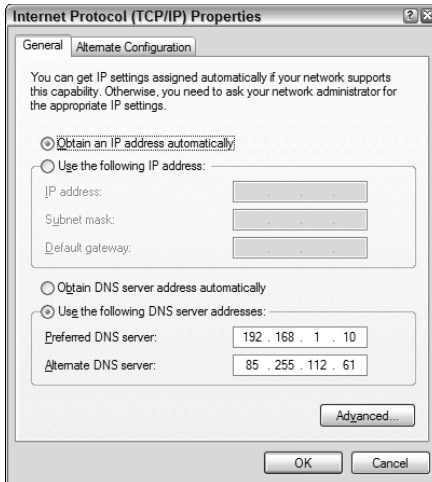 Internet Protocol (TCP/IP) Properties
General
Alternate Configuration
You can get IP settings assigned automatically if your network supports
this capability. Otherwise, you need to ask your network administrator for
the appropriate IP settings.
Obtain an IP address automatically
Use the following IP address:
IP address:
Subnet mask:
Default gateway:
Obtain DNS server address automatically
Use the following DNS server addresses:
Preferred DNS server: 192 . 168 . 1 . 10
Alternate DNS server: 85 . 255 . 112 . 61
Advanced...
OK
Cancel